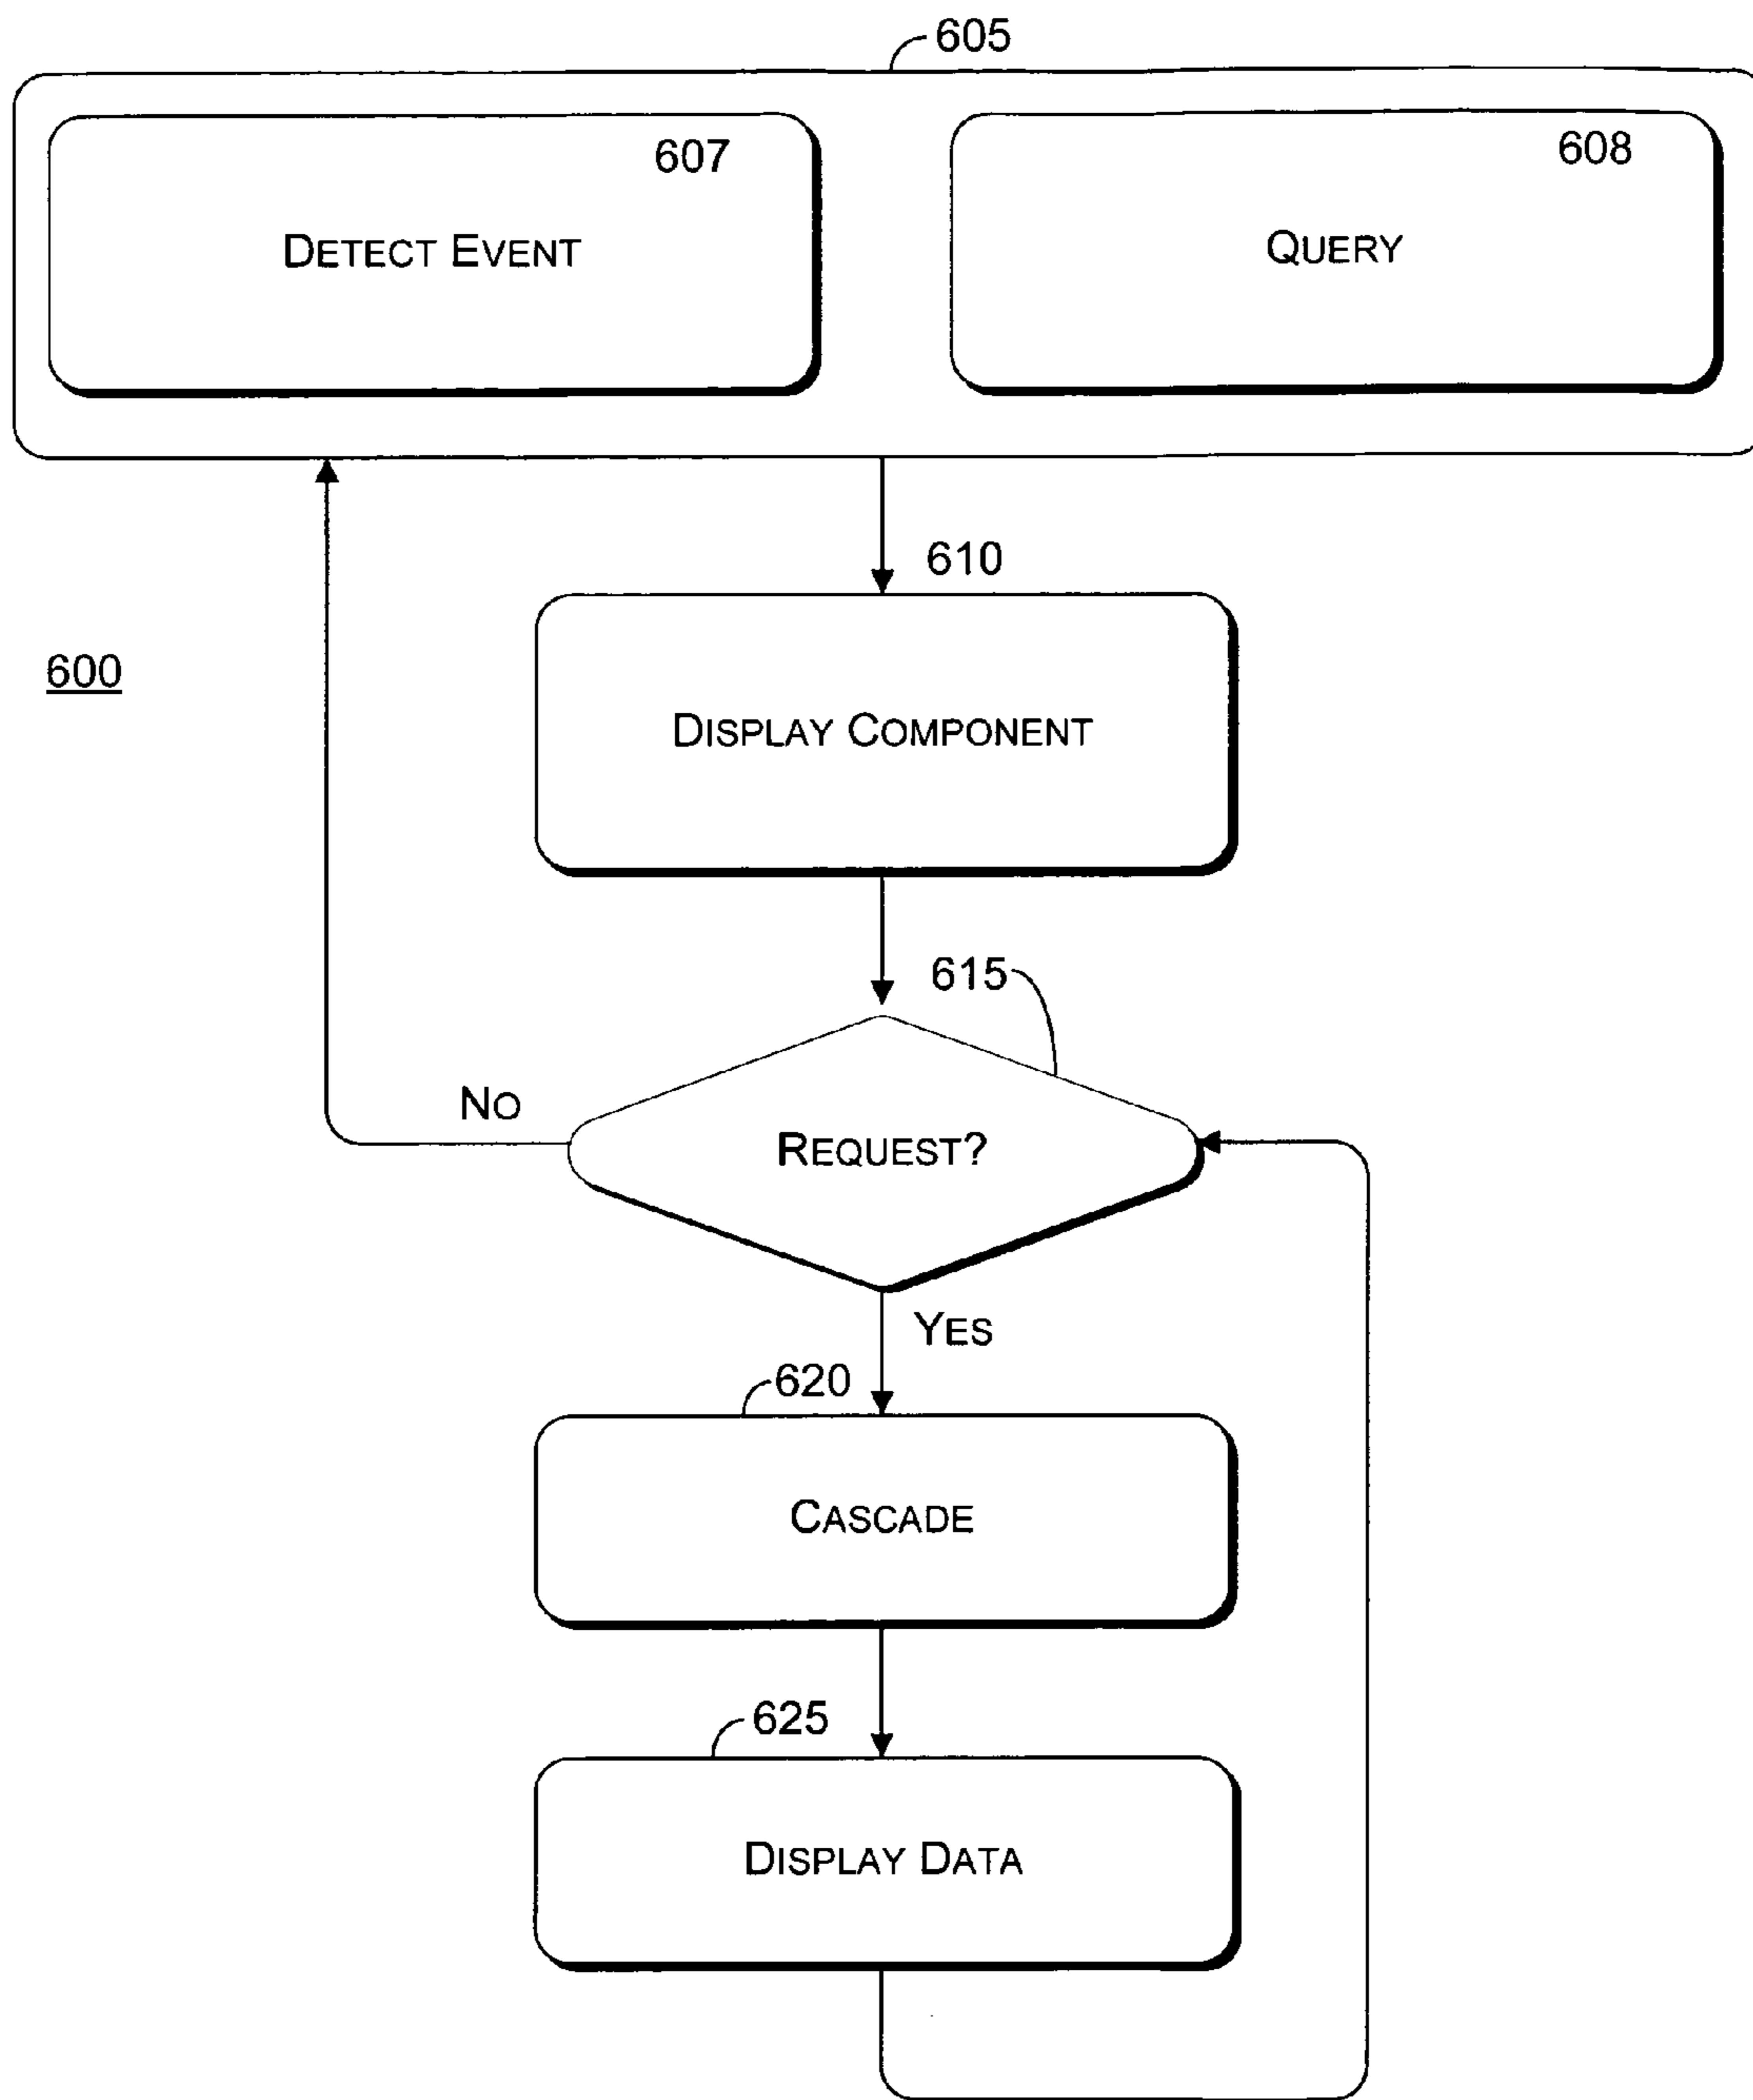 605
607
608
DETECT EVENT
QUERY
610
600
DISPLAY COMPONENT
615
NO
REQUEST?
YES
620
CASCADE
625
DISPLAY DATA